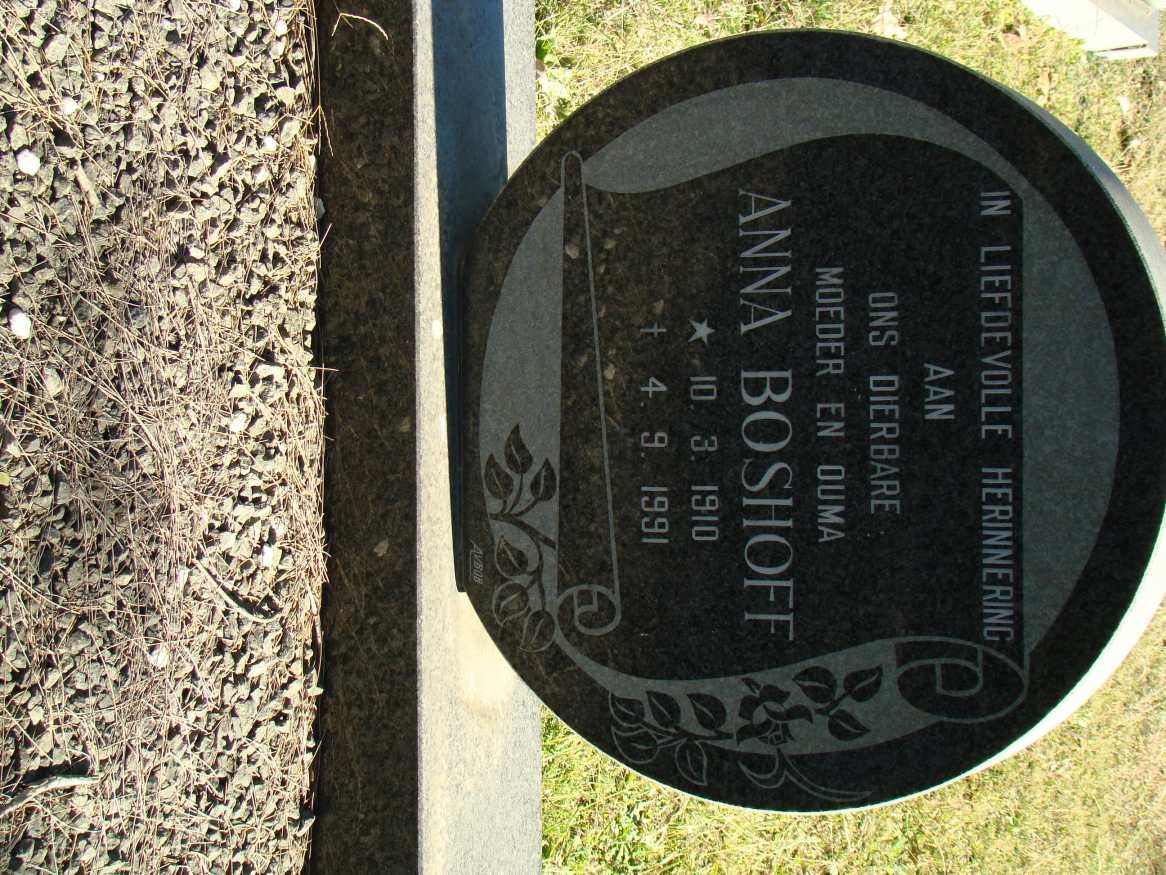 IN LIEFDEVOLLE HERINNERING
AAN
ONS DIERBARE
MOEDER EN OUMA
ANNA BOSHOFF
★ 10. 3. 1910
† 4. 9. 1991